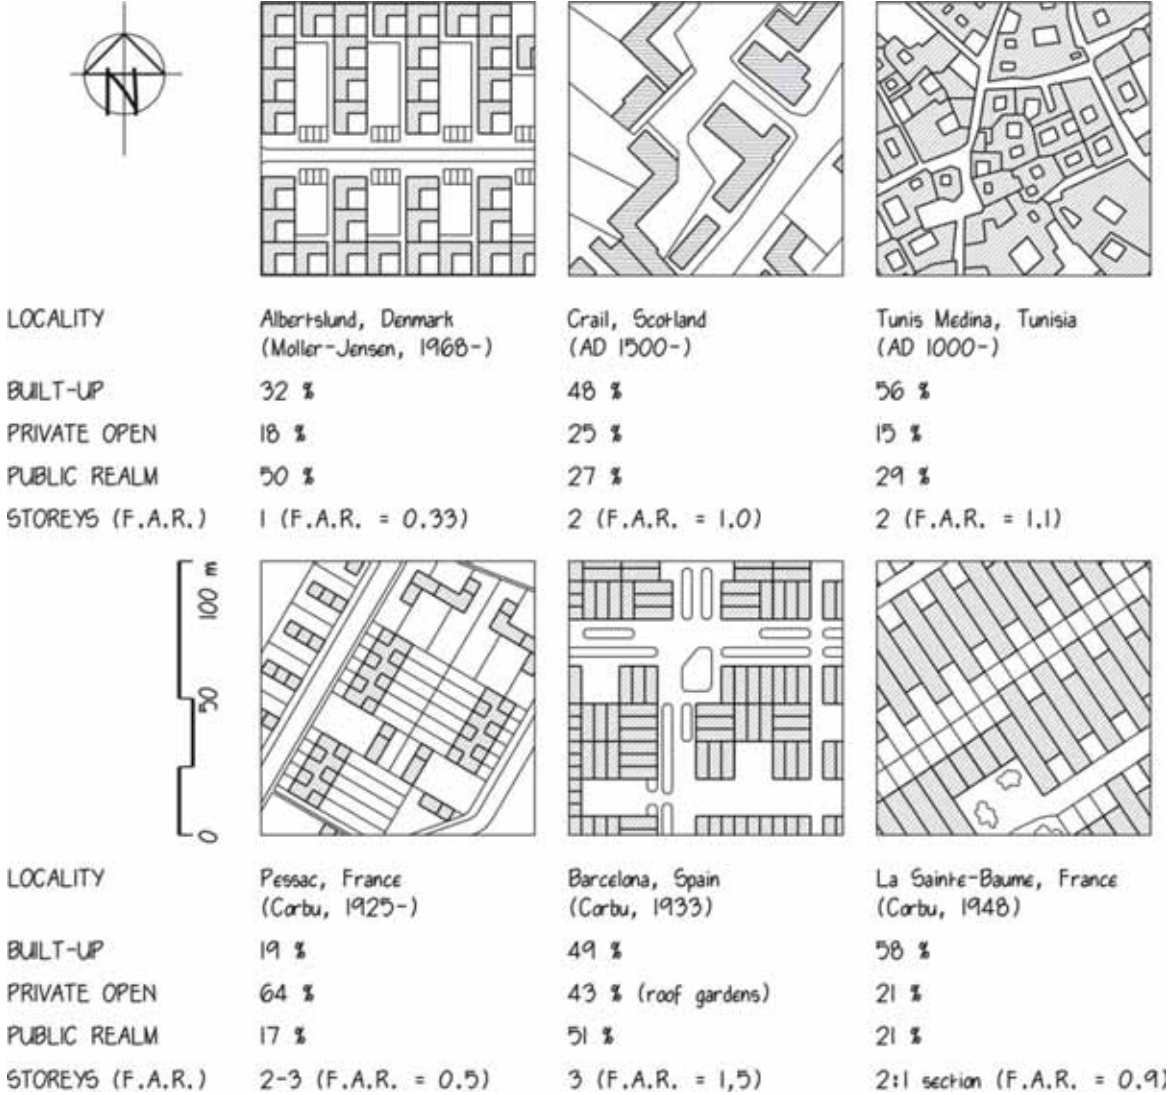 N
LOCALITY Albertslund, Denmark Crail, Scotland Tunis Medina, Tunisia
(Moller-Jensen, 1968-) (AD 1500-) (AD 1000-)
BUILT-UP 32 % 48 % 56 %
PRIVATE OPEN 18 % 25 % 15 %
PUBLIC REALM 50 % 27 % 29 %
STOREYS (F.A.R.) 1 (F.A.R. = 0.33) 2 (F.A.R. = 1.0) 2 (F.A.R. = 1.1)
100 m
50
0
LOCALITY Pessac, France Barcelona, Spain La Sainte-Baume, France
(Corbu, 1925-) (Corbu, 1933) (Corbu, 1948)
BUILT-UP 19 % 49 % 58 %
PRIVATE OPEN 64 % 43 % (roof gardens) 21 %
PUBLIC REALM 17 % 51 % 21 %
STOREYS (F.A.R.) 2-3 (F.A.R. = 0.5) 3 (F.A.R. = 1,5) 2:1 section (F.A.R. = 0.9)